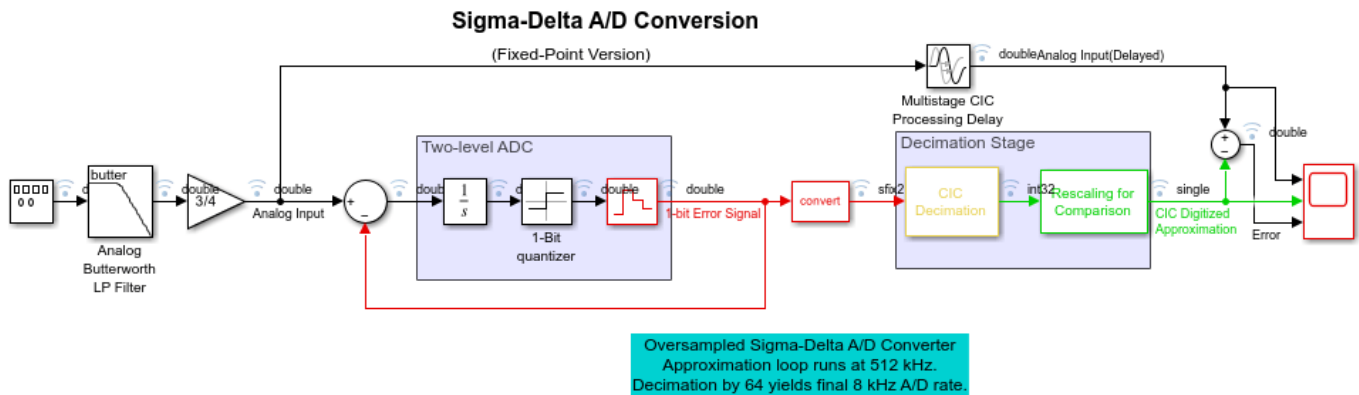 Sigma-Delta A/D Conversion
(Fixed-Point Version)
double
Analog Input(Delayed)
Multistage CIC
Processing Delay
double
Two-level ADC
Decimation Stage
butter
double
3/4
double
Analog Input
+
−
1
s
double
double
1-bit Error Signal
convert
CIC
Decimation
int32
Rescaling for
Comparison
single
CIC Digitized
Approximation
+
−
Error
1-Bit
quantizer
Analog
Butterworth
LP Filter
Oversampled Sigma-Delta A/D Converter
Approximation loop runs at 512 kHz.
Decimation by 64 yields final 8 kHz A/D rate.